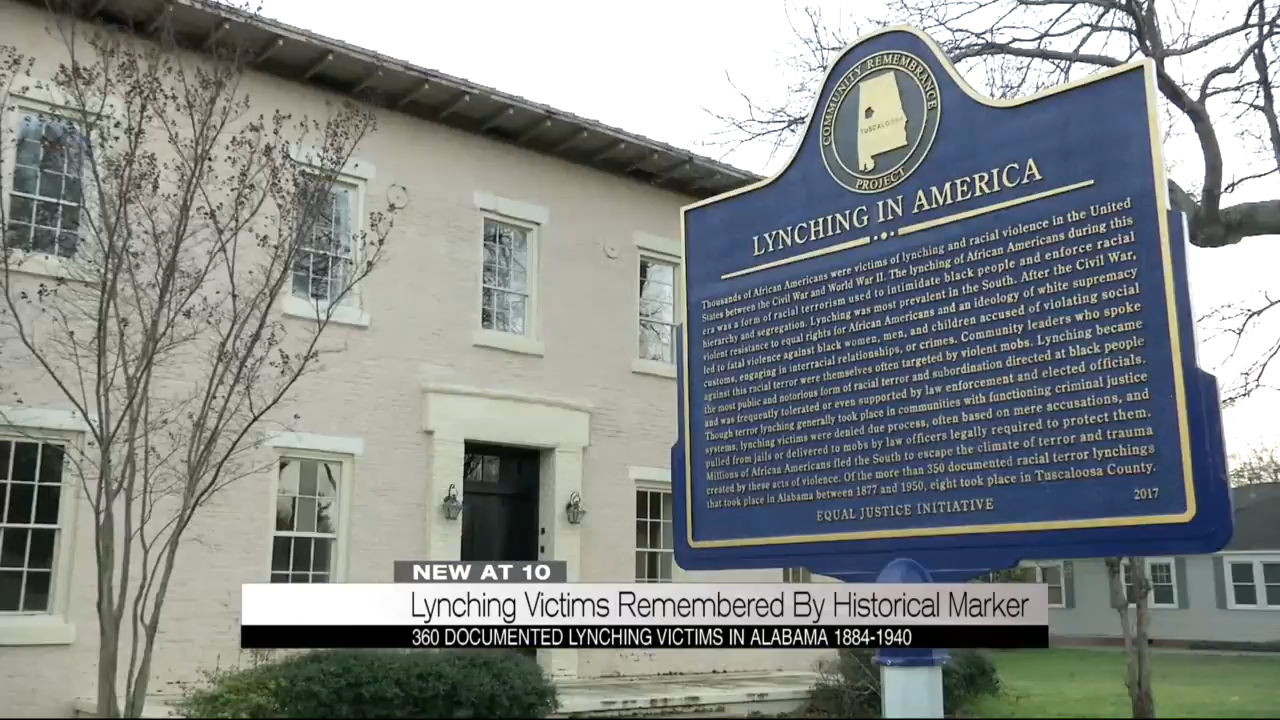 COMMUNITY REMEMBRANCE
TUSCALOOSA
PROJECT
LYNCHING IN AMERICA
Thousands of African Americans were victims of lynching and racial violence in the United
States between the Civil War and World War II. The lynching of African Americans during this
era was a form of racial terrorism used to intimidate black people and enforce racial
hierarchy and segregation. Lynching was most prevalent in the South. After the Civil War,
violent resistance to equal rights for African Americans and an ideology of white supremacy
led to fatal violence against black women, men, and children accused of violating social
customs, engaging in interracial relationships, or crimes. Community leaders who spoke
against this racial terror were themselves often targeted by violent mobs. Lynching became
the most public and notorious form of racial terror and subordination directed at black people
and was frequently tolerated or even supported by law enforcement and elected officials.
Though terror lynching generally took place in communities with functioning criminal justice
systems, lynching victims were denied due process, often based on mere accusations, and
pulled from jails or delivered to mobs by law officers legally required to protect them.
Millions of African Americans fled the South to escape the climate of terror and trauma
created by these acts of violence. Of the more than 350 documented racial terror lynchings
that took place in Alabama between 1877 and 1950, eight took place in Tuscaloosa County.
EQUAL JUSTICE INITIATIVE 2017
NEW AT 10
Lynching Victims Remembered By Historical Marker
360 DOCUMENTED LYNCHING VICTIMS IN ALABAMA 1884-1940